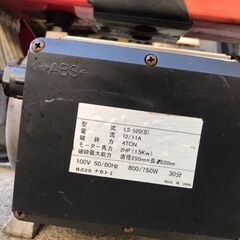 >ABS<
型 式 LS-520(S)
電 流 12/11A
破 砕 力 4TON
モーター馬力 2HP (1.5Kw)
破砕最大能力 直径250mm×長さ520mm
100V 50/60Hz 800/750W 30分
株式会社 ナカトミ MADE IN CHINA